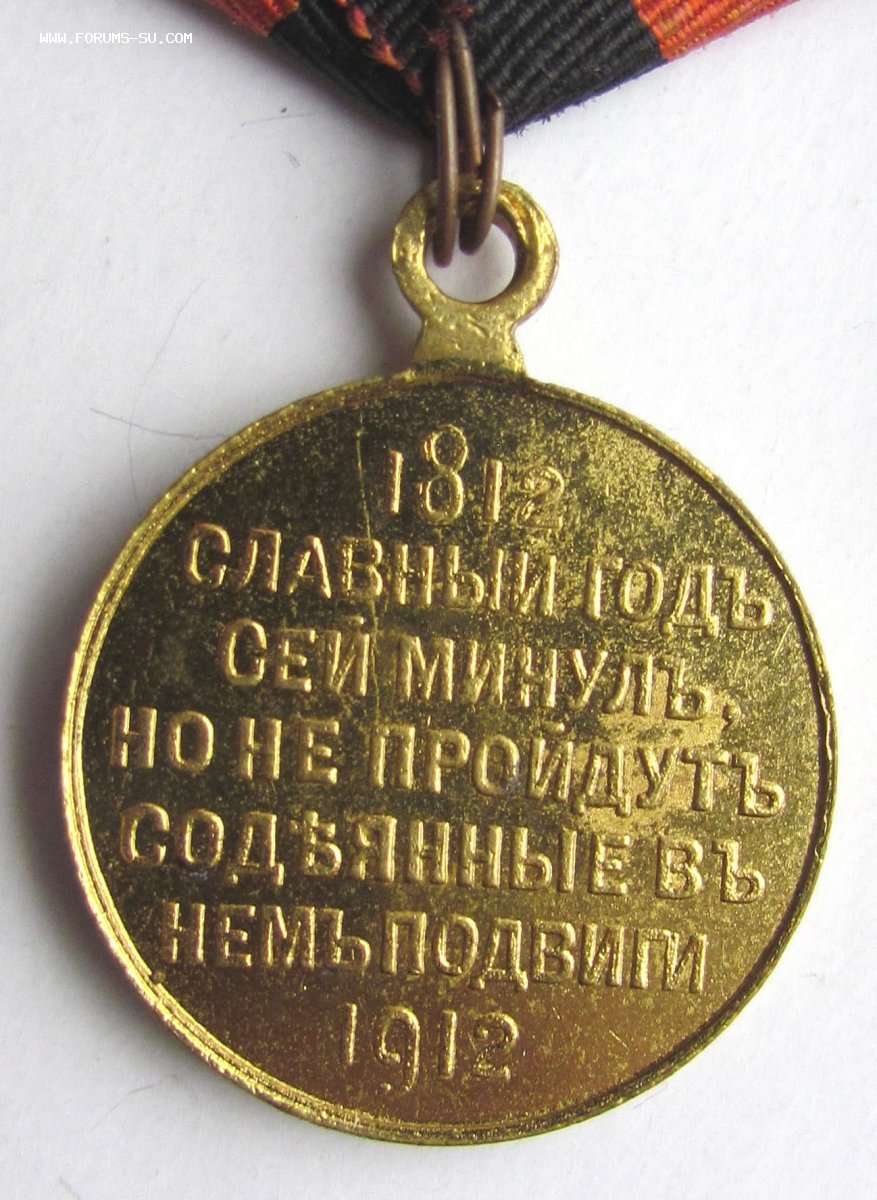 WWW.FORUMS-SU.COM
1812
СЛАВНЫЙ ГОДЪ
СЕЙ МИНУЛЪ,
НО НЕ ПРОЙДУТЪ
СОДѢЯННЫЕ ВЪ
НЕМЪ ПОДВИГИ
1912